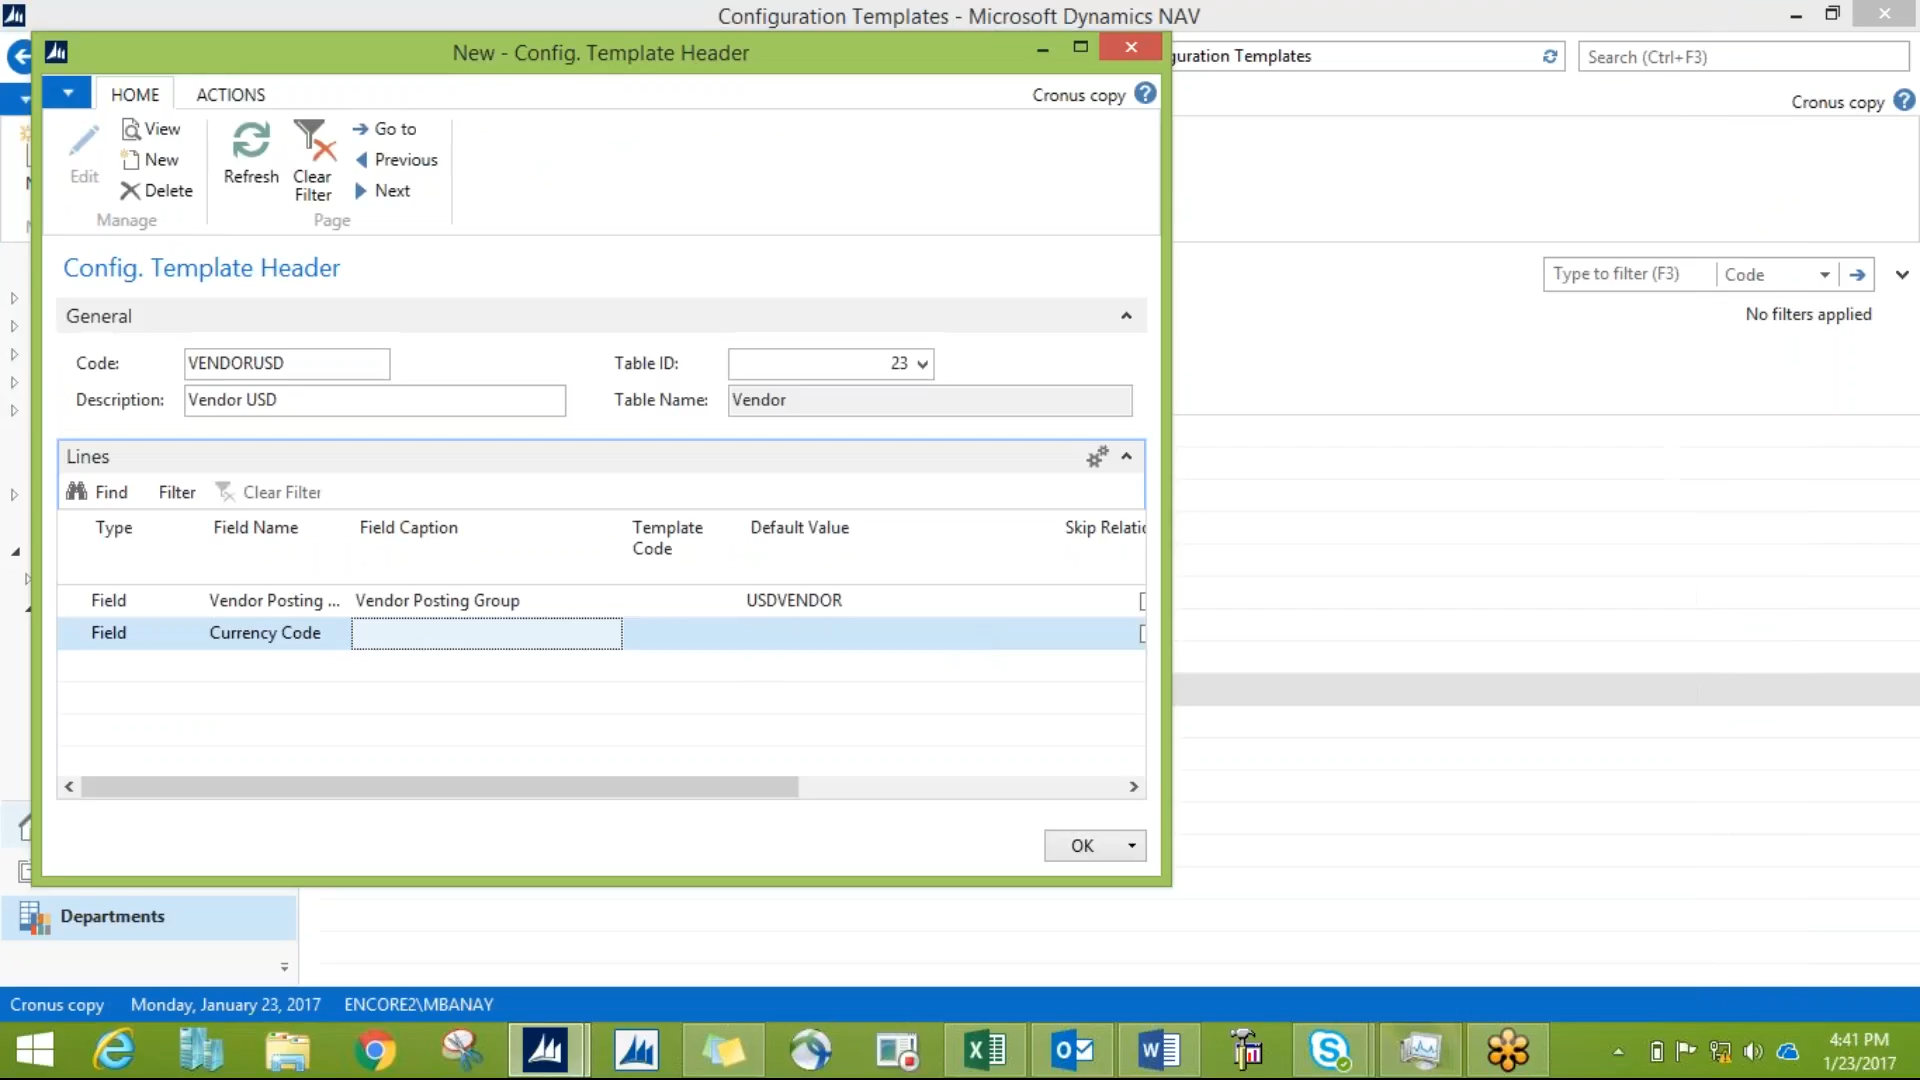 Configuration Templates - Microsoft Dynamics NAV
New - Config. Template Header
guration Templates
Search (Ctrl+F3)
HOME
ACTIONS
Cronus copy
Cronus copy
View
Go to
New
Previous
Edit
Refresh
Clear Filter
Delete
Next
Manage
Page
Config. Template Header
Type to filter (F3)
Code
No filters applied
General
Code:
VENDORUSD
Table ID:
23
Description:
Vendor USD
Table Name:
Vendor
Lines
Find
Filter
Clear Filter
Type
Field Name
Field Caption
Template Code
Default Value
Skip Relatio
Field
Vendor Posting ...
Vendor Posting Group
USDVENDOR
Field
Currency Code
OK
Departments
Cronus copy
Monday, January 23, 2017
ENCORE2\MBANAY
4:41 PM
1/23/2017